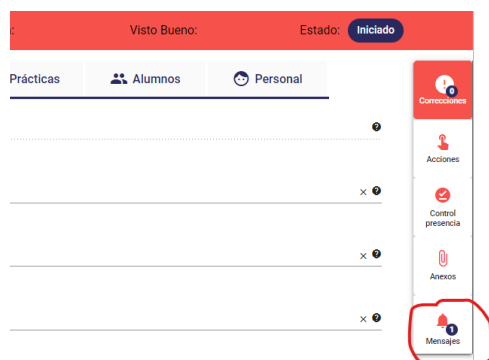 Visto Bueno:
Estado: Iniciado
Prácticas
Alumnos
Personal
0
Correcciones
Acciones
Control
presencia
Anexos
1
Mensajes